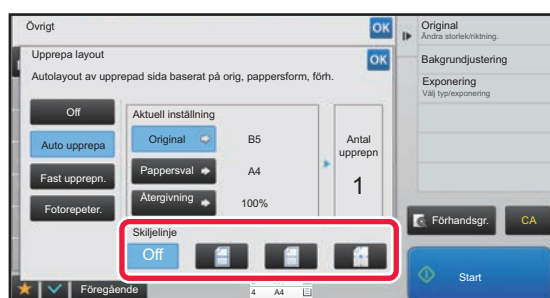 Övrigt
OK
Upprepa layout
OK
Autolayout av upprepad sida baserat på orig, pappersform, förh.
Off
Auto upprepa
Fast upprepn.
Fotorepeter.
Aktuell inställning
Original
B5
Pappersval
A4
Återgivning
100%
Antal
upprepn
1
Skiljelinje
Off
Föregående
4 A4
Original
Ändra storlek/riktning.
Bakgrundjustering
Exponering
Välj typ/exponering
Förhandsgr.
CA
Start